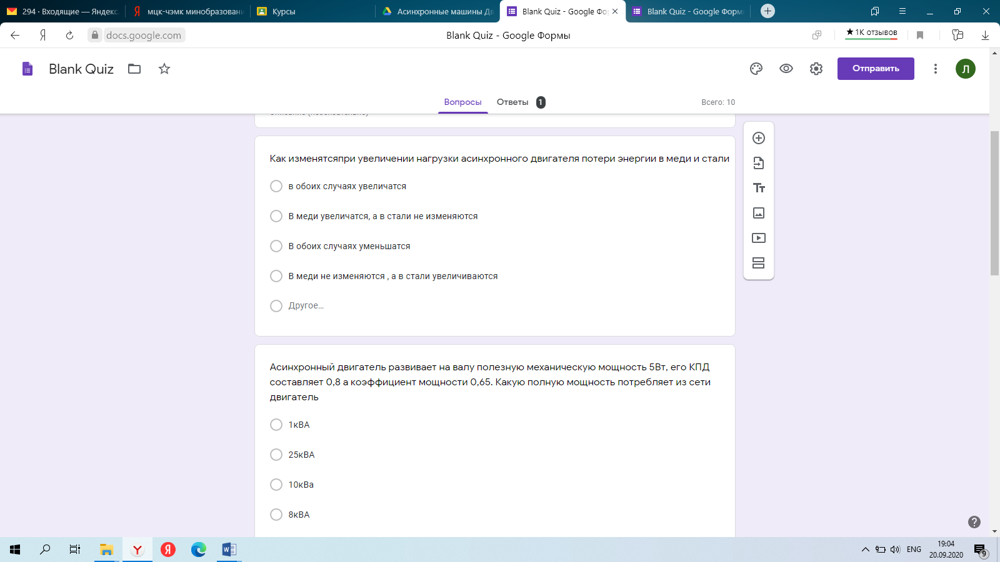 294 · Входящие — Яндекс.
мцк-чэмк минобразовани
Курсы
Асинхронные машины Дв
Blank Quiz - Google Фор
Blank Quiz - Google Форм
docs.google.com
Blank Quiz - Google Формы
★ 1K отзывов
Blank Quiz
Отправить
Л
Вопросы
Ответы 1
Всего: 10
Как изменятсяпри увеличении нагрузки асинхронного двигателя потери энергии в меди и стали
в обоих случаях увеличатся
В меди увеличатся, а в стали не изменяются
В обоих случаях уменьшатся
В меди не изменяются , а в стали увеличиваются
Другое...
Асинхронный двигатель развивает на валу полезную механическую мощность 5Вт, его КПД
составляет 0,8 а коэффициент мощности 0,65. Какую полную мощность потребляет из сети
двигатель
1кВА
25кВА
10кВа
8кВА
ENG
19:04
20.09.2020
9